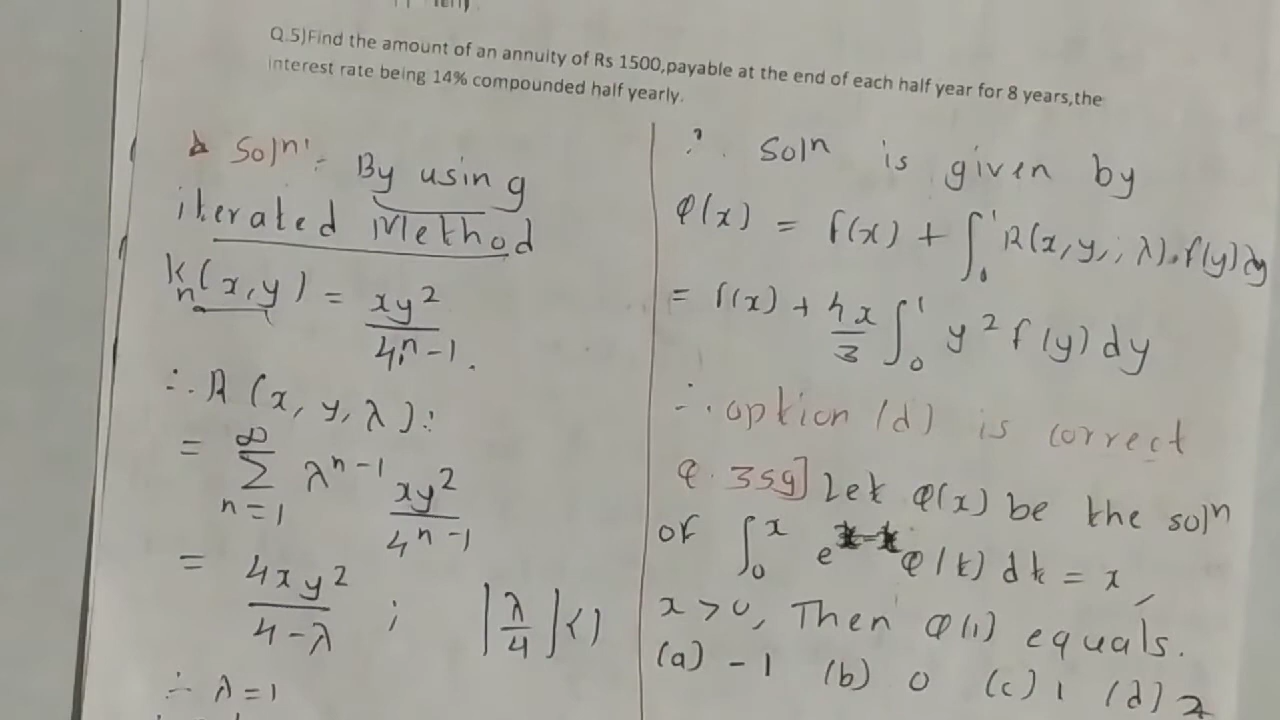 Q.5)Find the amount of an annuity of Rs 1500,payable at the end of each half year for 8 years,the
interest rate being 14% compounded half yearly.
Solⁿ:- By using
iterated Method
Kₙ(x,y) = xy²/4ⁿ⁻¹.
∴ R(x, y, λ):
= ∞∑n=1 λⁿ⁻¹ xy²/4ⁿ⁻¹
= 4xy²/4-λ ; |λ/4|<1
∴ λ=1
∴ Solⁿ is given by
φ(x) = f(x) + ∫₀¹ R(x,y,; λ).f(y)dy
= f(x) + 4x/3 ∫₀¹ y² f(y) dy
∴ option (d) is correct
Q.359] Let φ(x) be the solⁿ
of ∫₀ˣ e φ(t) dt = x,
x>0, Then φ(1) equals.
(a) -1 (b) 0 (c) 1 (d) 2